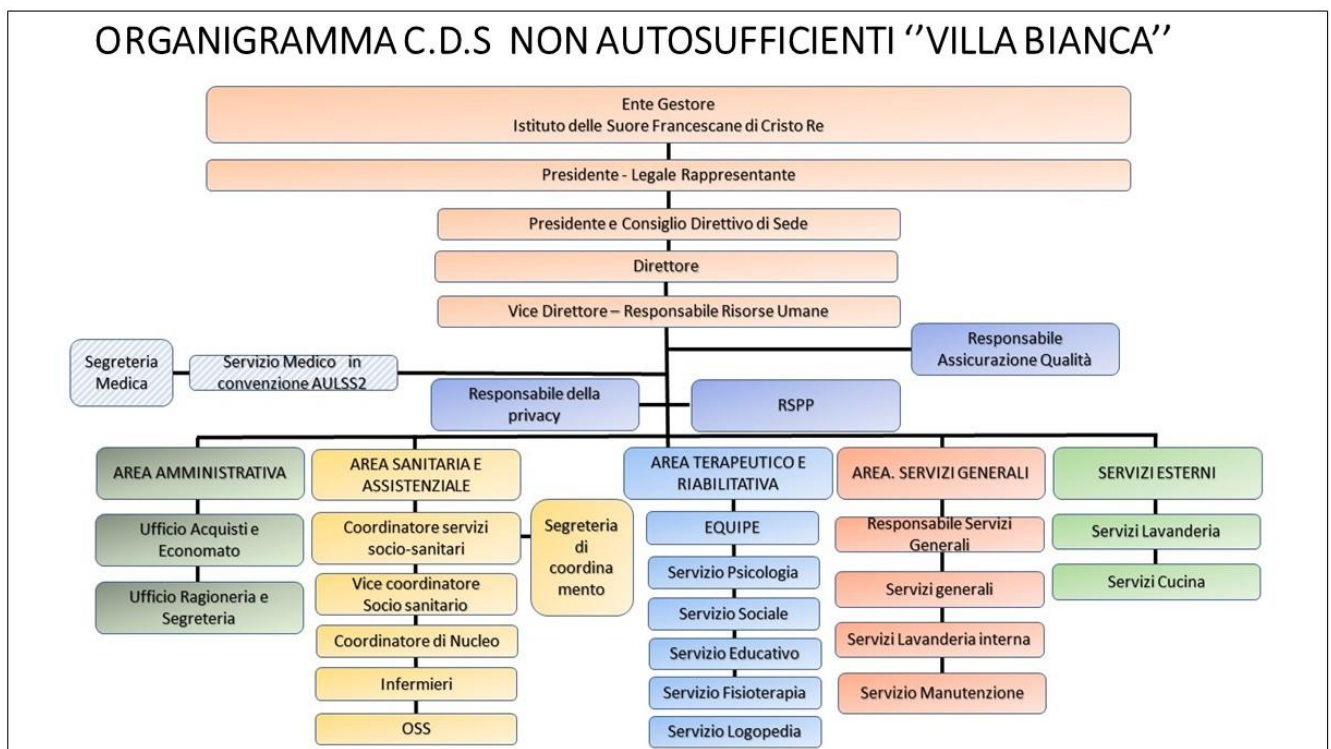 ORGANIGRAMMA C.D.S NON AUTOSUFFICIENTI ‘’VILLA BIANCA’’
Ente Gestore
Istituto delle Suore Francescane di Cristo Re
Presidente - Legale Rappresentante
Presidente e Consiglio Direttivo di Sede
Direttore
Vice Direttore – Responsabile Risorse Umane
Responsabile
Assicurazione Qualità
Segreteria
Medica
Servizio Medico in
convenzione AULSS2
Responsabile della
privacy
RSPP
AREA AMMINISTRATIVA
Ufficio Acquisti e
Economato
Ufficio Ragioneria e
Segreteria
AREA SANITARIA E
ASSISTENZIALE
Coordinatore servizi
socio-sanitari
Segreteria
di
coordina
mento
Vice coordinatore
Socio sanitario
Coordinatore di Nucleo
Infermieri
OSS
AREA TERAPEUTICO E
RIABILITATIVA
EQUIPE
Servizio Psicologia
Servizio Sociale
Servizio Educativo
Servizio Fisioterapia
Servizio Logopedia
AREA. SERVIZI GENERALI
Responsabile Servizi
Generali
Servizi generali
Servizi Lavanderia interna
Servizio Manutenzione
SERVIZI ESTERNI
Servizi Lavanderia
Servizi Cucina